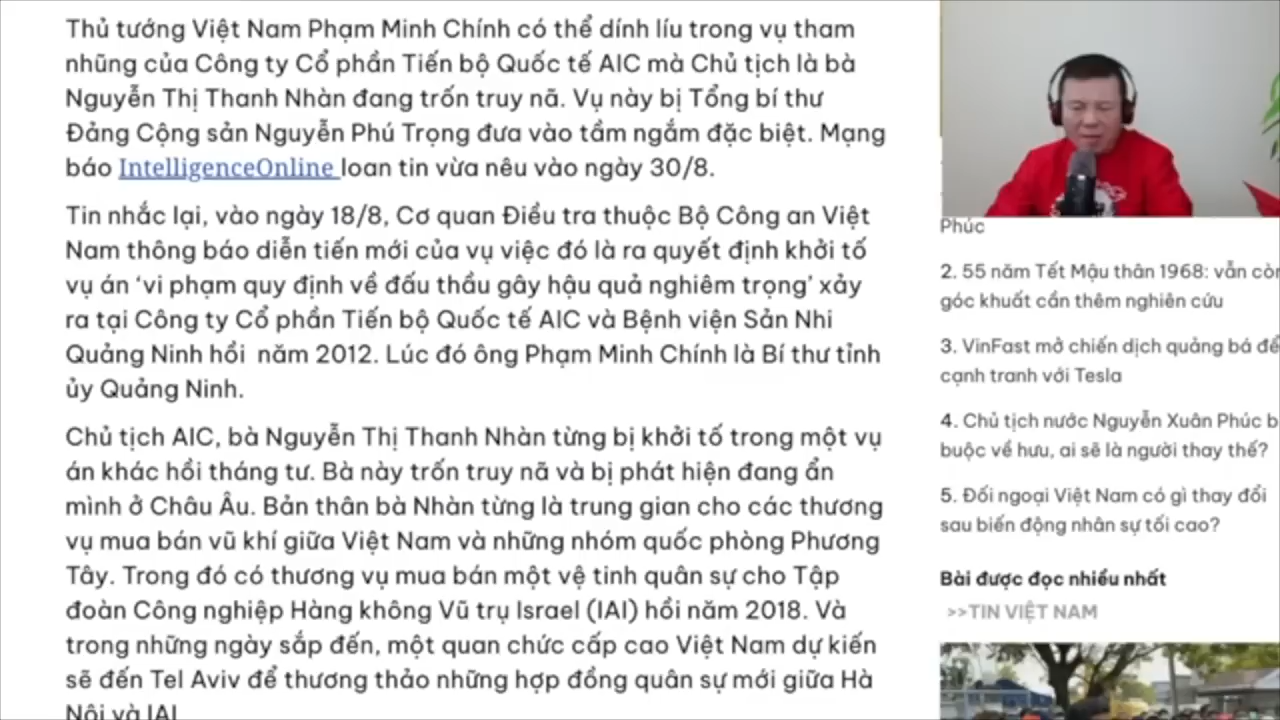 Thủ tướng Việt Nam Phạm Minh Chính có thể dính líu trong vụ tham
nhũng của Công ty Cổ phần Tiến bộ Quốc tế AIC mà Chủ tịch là bà
Nguyễn Thị Thanh Nhàn đang trốn truy nã. Vụ này bị Tổng bí thư
Đảng Cộng sản Nguyễn Phú Trọng đưa vào tầm ngắm đặc biệt. Mạng
báo IntelligenceOnline loan tin vừa nêu vào ngày 30/8.
Tin nhắc lại, vào ngày 18/8, Cơ quan Điều tra thuộc Bộ Công an Việt
Nam thông báo diễn tiến mới của vụ việc đó là ra quyết định khởi tố
vụ án ‘vi phạm quy định về đấu thầu gây hậu quả nghiêm trọng’ xảy
ra tại Công ty Cổ phần Tiến bộ Quốc tế AIC và Bệnh viện Sản Nhi
Quảng Ninh hồi năm 2012. Lúc đó ông Phạm Minh Chính là Bí thư tỉnh
ủy Quảng Ninh.
Chủ tịch AIC, bà Nguyễn Thị Thanh Nhàn từng bị khởi tố trong một vụ
án khác hồi tháng tư. Bà này trốn truy nã và bị phát hiện đang ẩn
mình ở Châu Âu. Bản thân bà Nhàn từng là trung gian cho các thương
vụ mua bán vũ khí giữa Việt Nam và những nhóm quốc phòng Phương
Tây. Trong đó có thương vụ mua bán một vệ tinh quân sự cho Tập
đoàn Công nghiệp Hàng không Vũ trụ Israel (IAI) hồi năm 2018. Và
trong những ngày sắp đến, một quan chức cấp cao Việt Nam dự kiến
sẽ đến Tel Aviv để thương thảo những hợp đồng quân sự mới giữa Hà
Nội và IAI
Phúc
2. 55 năm Tết Mậu thân 1968: vẫn còn
góc khuất cần thêm nghiên cứu
3. VinFast mở chiến dịch quảng bá để
cạnh tranh với Tesla
4. Chủ tịch nước Nguyễn Xuân Phúc b
buộc về hưu, ai sẽ là người thay thế?
5. Đối ngoại Việt Nam có gì thay đổi
sau biến động nhân sự tối cao?
Bài được đọc nhiều nhất
>>TIN VIỆT NAM